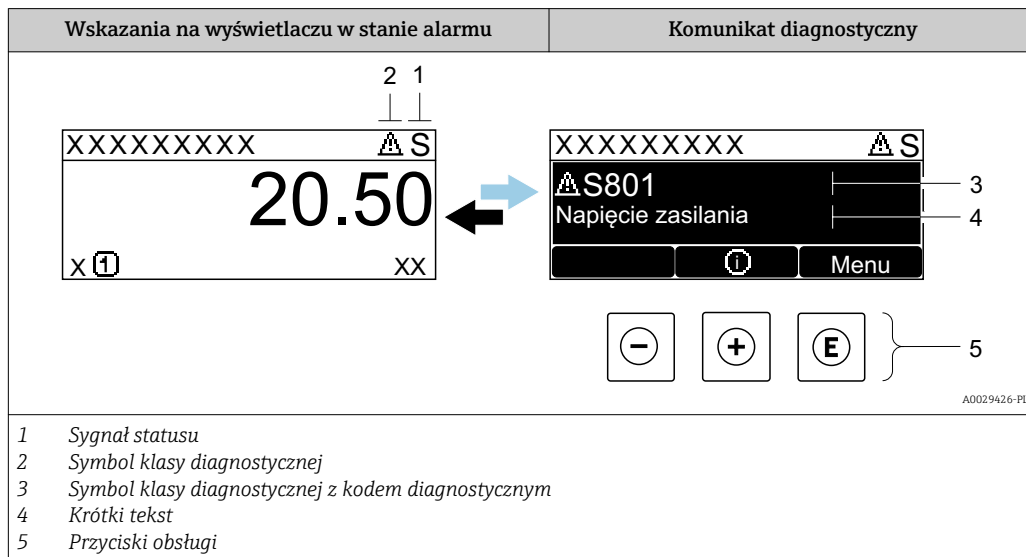 Wskazania na wyświetlaczu w stanie alarmu
Komunikat diagnostyczny
2 1
XXXXXXXXX ⚠ S
20.50
X 1
XX
XXXXXXXXX ⚠ S
⚠S801
Napięcie zasilania
i Menu
3
4
− + E
5
A0029426-PL
1 Sygnał statusu
2 Symbol klasy diagnostycznej
3 Symbol klasy diagnostycznej z kodem diagnostycznym
4 Krótki tekst
5 Przyciski obsługi